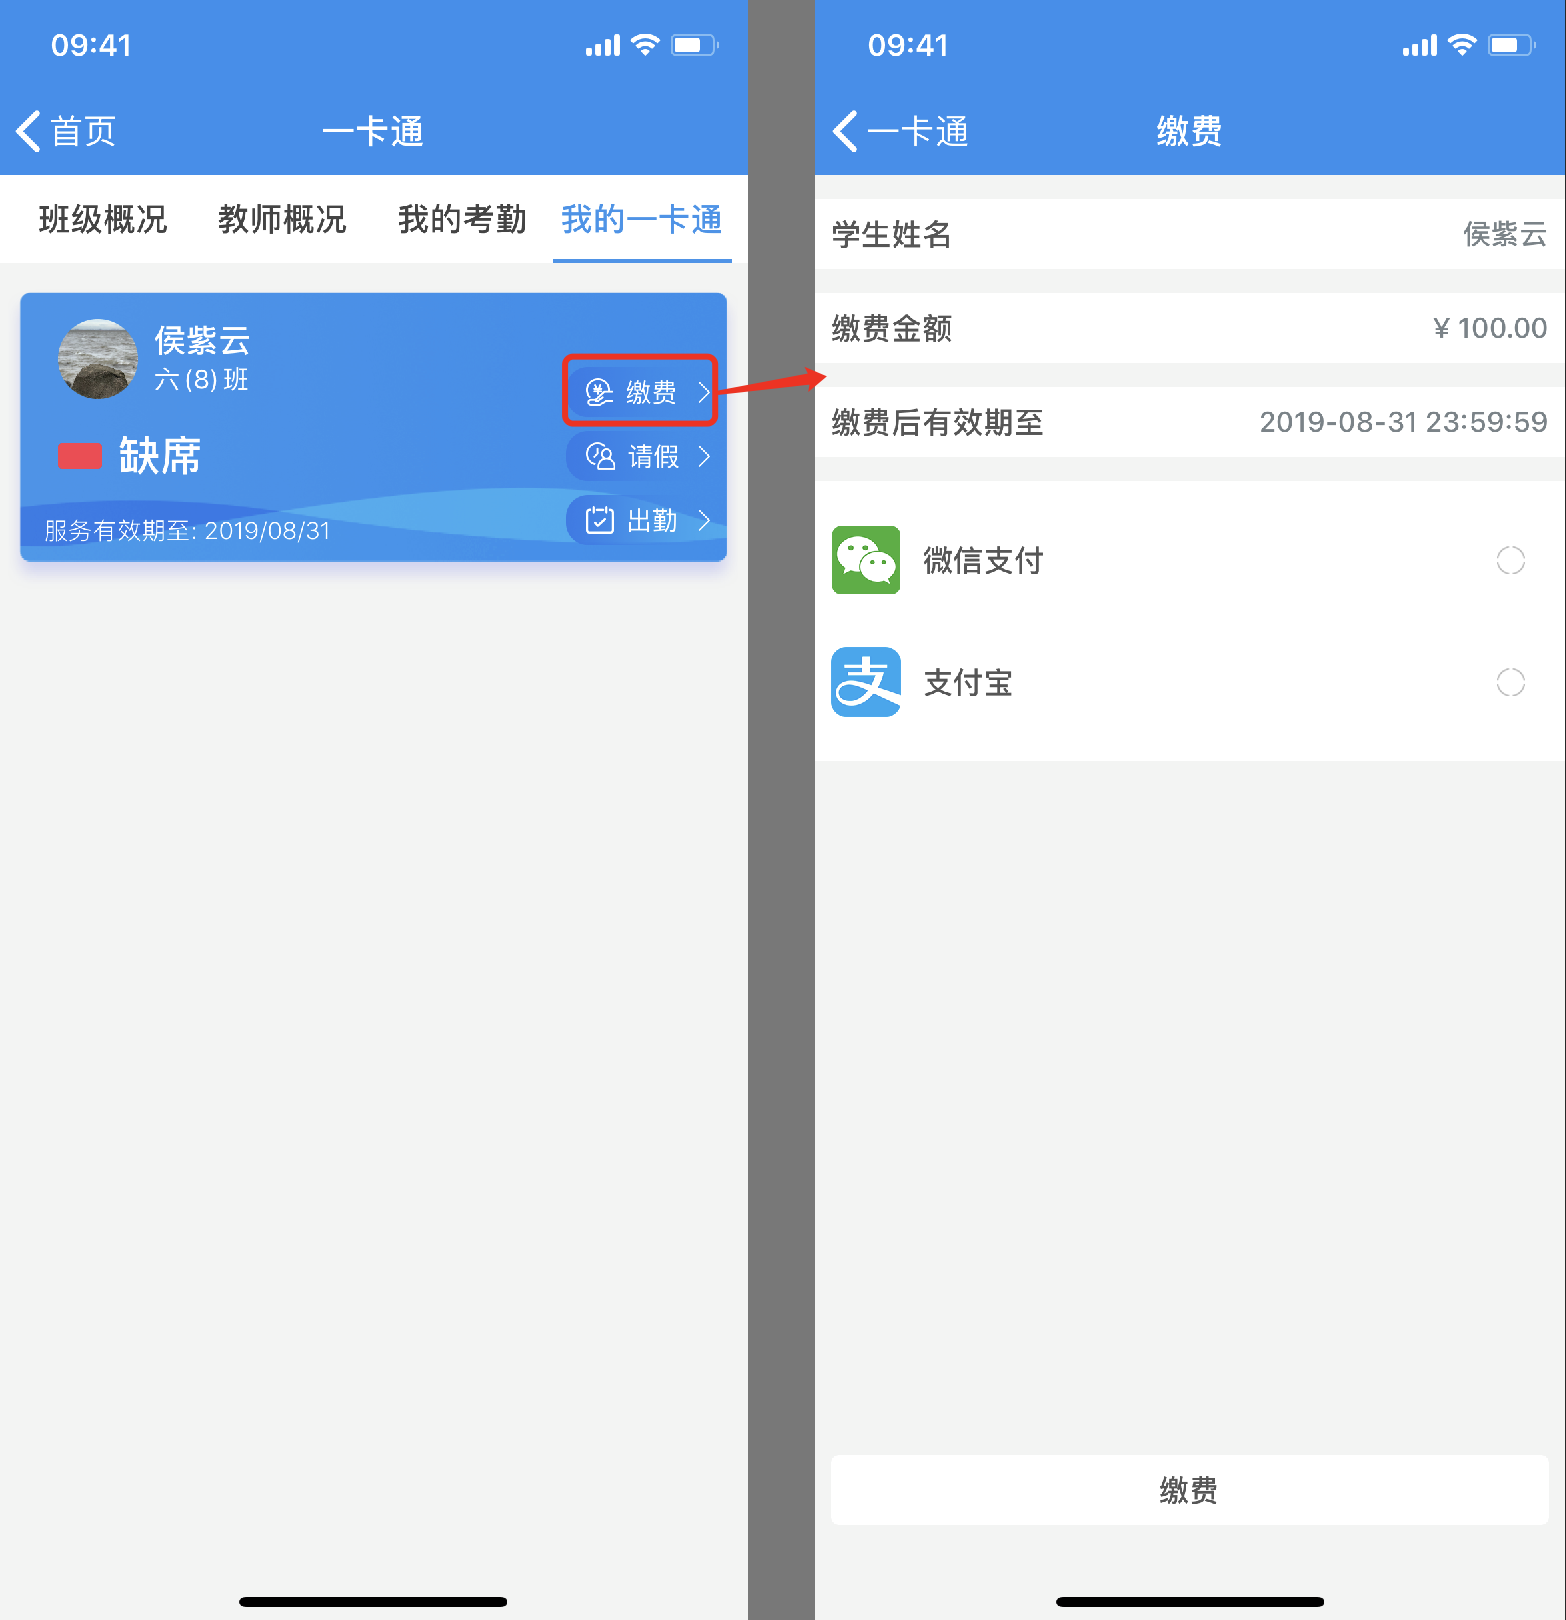 09:41
首页
一卡通
班级概况
教师概况
我的考勤
我的一卡通
侯紫云
六(8)班
缺席
服务有效期至: 2019/08/31
缴费
请假
出勤
09:41
一卡通
缴费
学生姓名
侯紫云
缴费金额
¥ 100.00
缴费后有效期至
2019-08-31 23:59:59
微信支付
支付宝
缴费